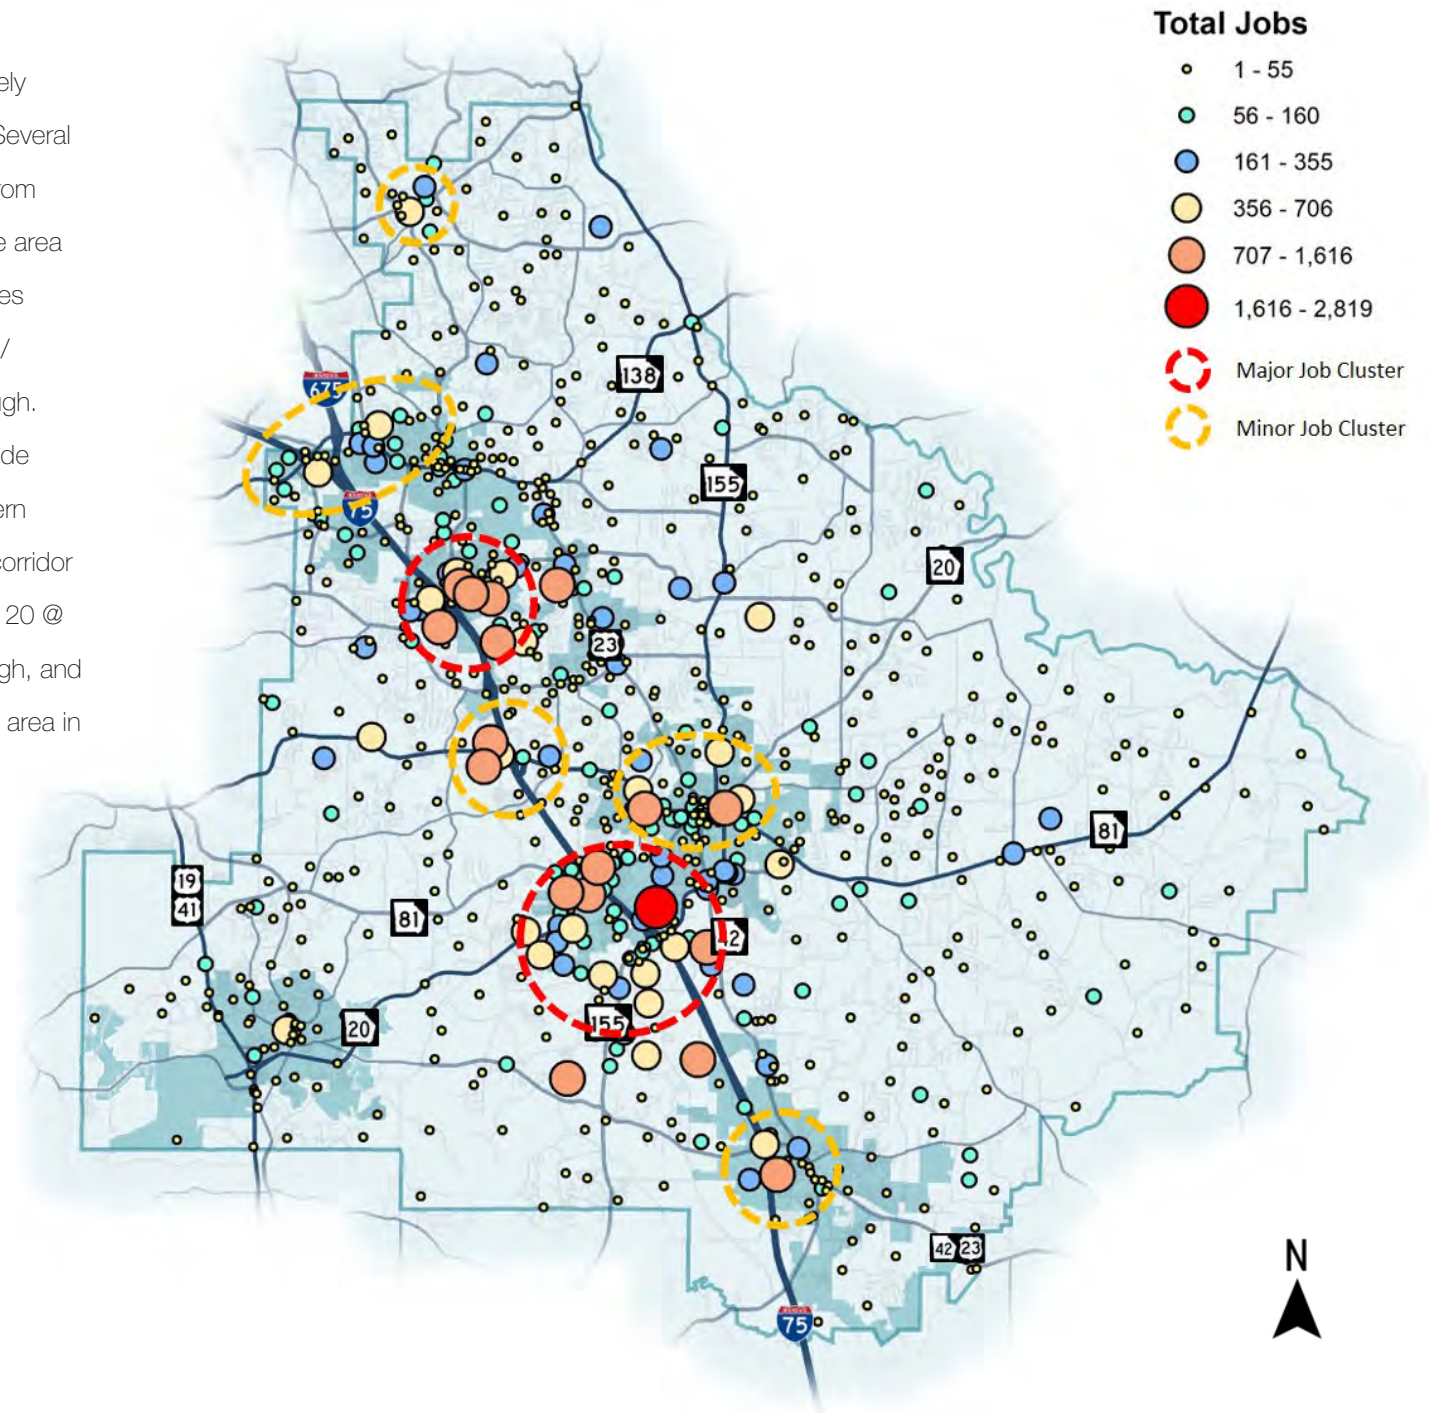 ely
Several
rom
e area
es
/
ugh.
de
ern
corridor
20 @
gh, and
area in
Total Jobs
1 - 55
56 - 160
161 - 355
356 - 706
707 - 1,616
1,616 - 2,819
Major Job Cluster
Minor Job Cluster
675
138
155
75
20
23
81
19
41
81
42
20
155
42 23
75
N